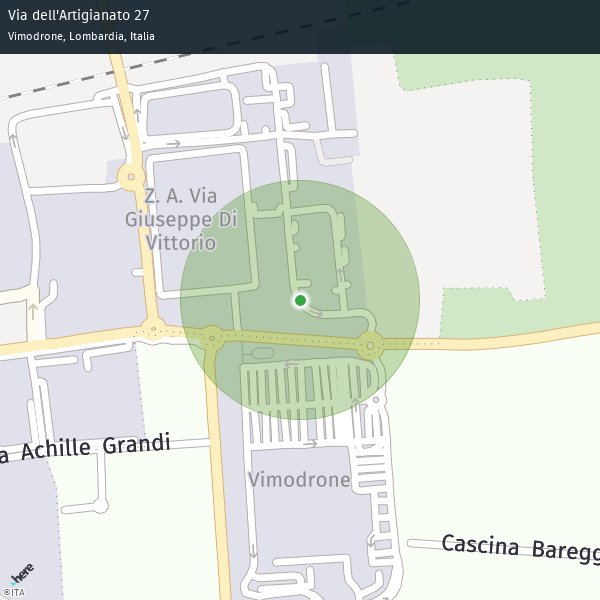 Via dell'Artigianato 27
Vimodrone, Lombardia, Italia
Z. A. Via
Giuseppe Di
Vittorio
a Achille Grandi
Vimodrone
Cascina Baregg
here
©ITA